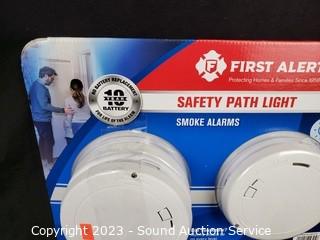 FIRST ALERT
Protecting Homes & Families Since 1958
SAFETY PATH LIGHT
SMOKE ALARMS
NO BATTERY REPLACEMENT
10
YEAR
BATTERY
FOR LIFE OF THE ALARM
Copyright 2023 - Sound Auction Service